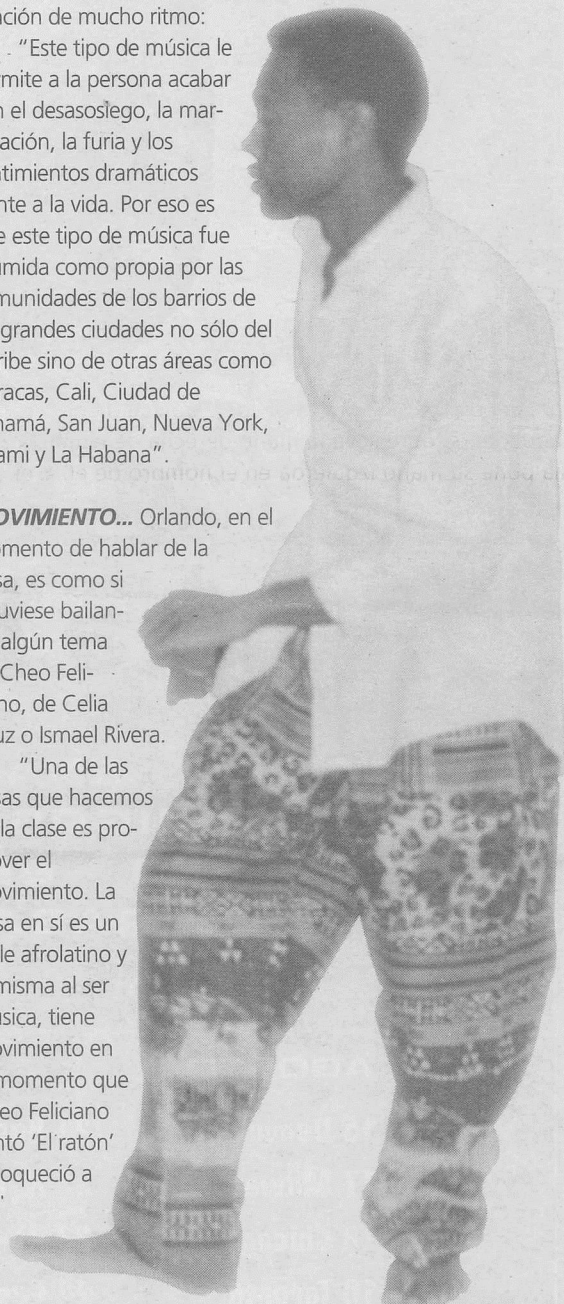 ación de mucho ritmo:
. “Este tipo de música le
rmite a la persona acabar
n el desasosiego, la mar-
ación, la furia y los
timientos dramáticos
nte a la vida. Por eso es
e este tipo de música fue
umida como propia por las
munidades de los barrios de
grandes ciudades no sólo del
ribe sino de otras áreas como
racas, Cali, Ciudad de
namá, San Juan, Nueva York,
ami y La Habana”.
OVIMIENTO... Orlando, en el
omento de hablar de la
sa, es como si
uviese bailan-
algún tema
Cheo Feli-
no, de Celia
uz o Ismael Rivera.
“Una de las
sas que hacemos
la clase es pro-
over el
ovimiento. La
sa en sí es un
le afrolatino y
misma al ser
úsica, tiene
ovimiento en
momento que
eo Feliciano
ntó ‘El ratón’
oqueció a